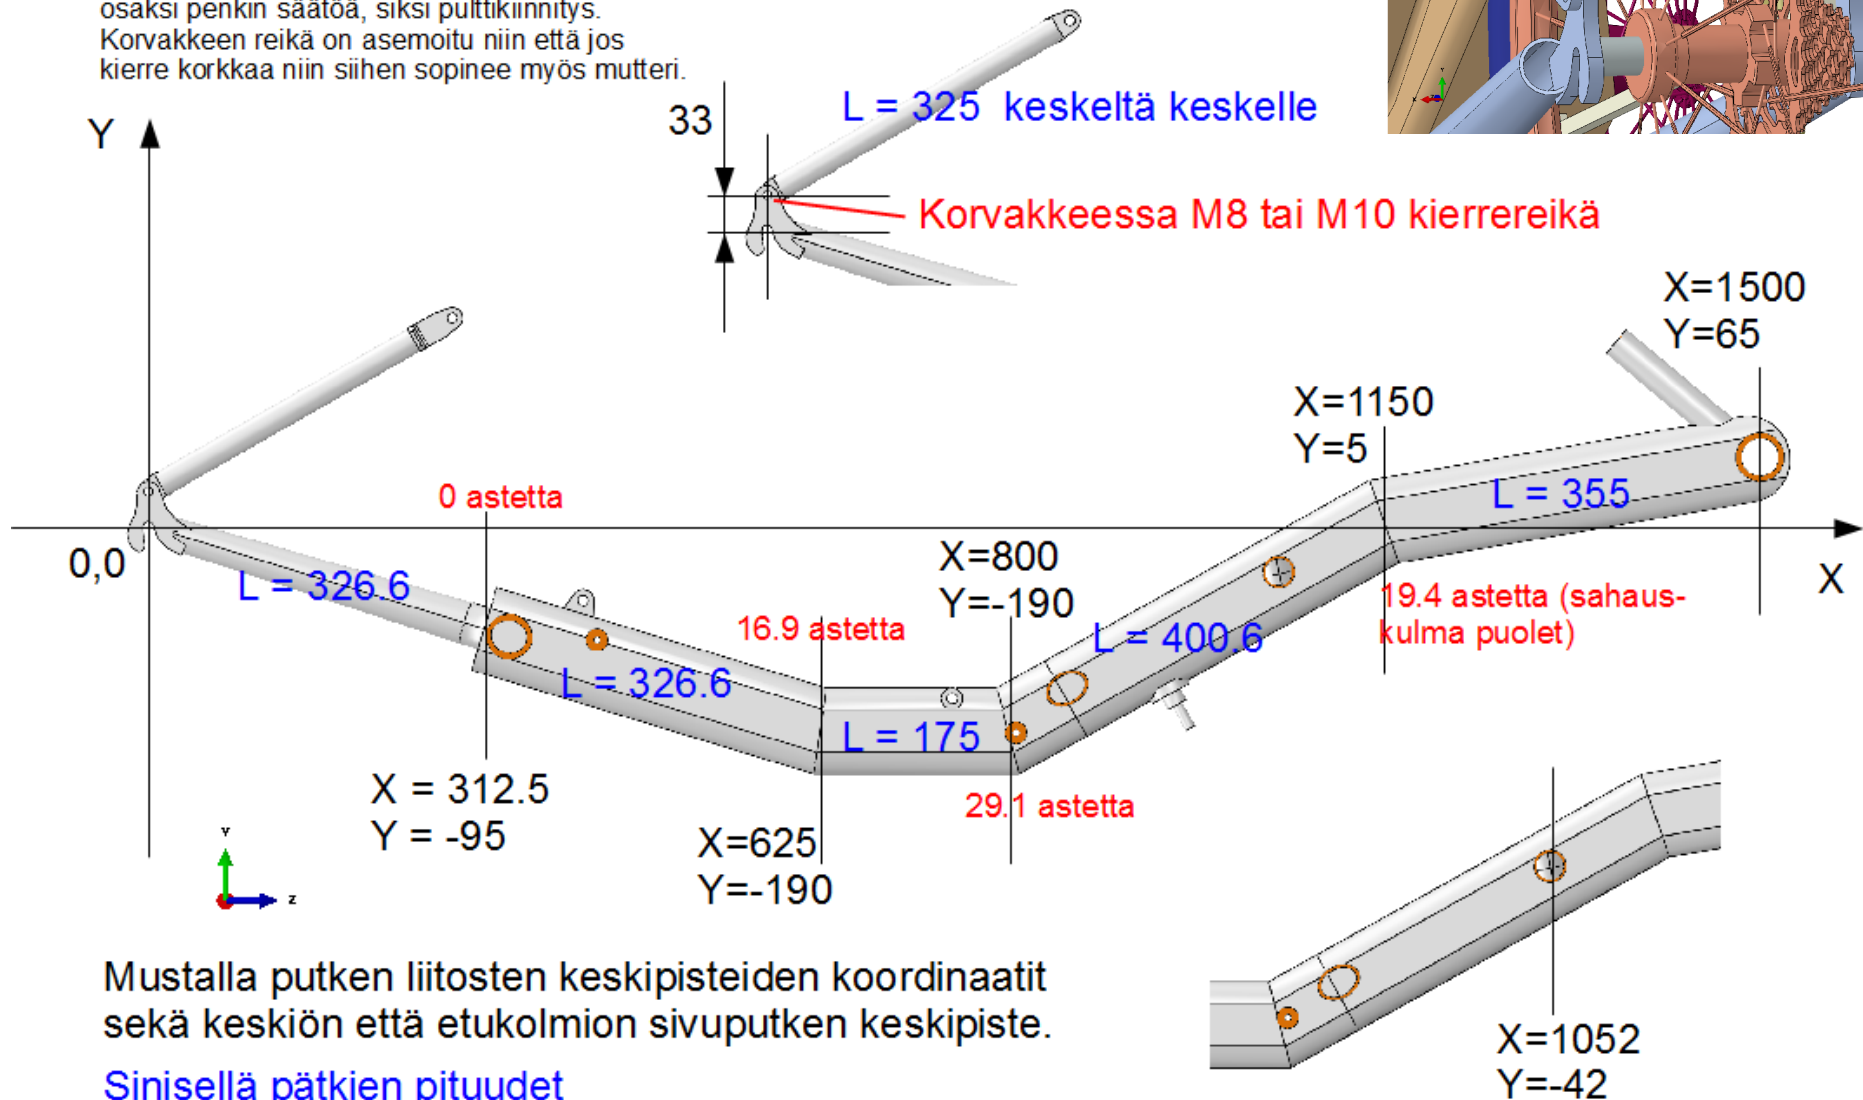 osaksi penkin säätöä, siksi pulttikiinnitys.
Korvakkeen reikä on asemoitu niin että jos
kierre korkkaa niin siihen sopinee myös mutteri.
33
L = 325 keskeltä keskelle
Y
Korvakkeessa M8 tai M10 kierrereikä
X=1500
Y=65
X=1150
Y=5
0 astetta
L = 355
0,0
L = 326.6
X=800
Y=-190
X
19.4 astetta (sahaus-
kulma puolet)
16.9 astetta
L = 400.6
L = 326.6
L = 175
X = 312.5
Y = -95
29.1 astetta
X=625
Y=-190
Y
Z
Mustalla putken liitosten keskipisteiden koordinaatit
sekä keskiön että etukolmion sivuputken keskipiste.
X=1052
Y=-42
Sinisellä pätkien pituudet